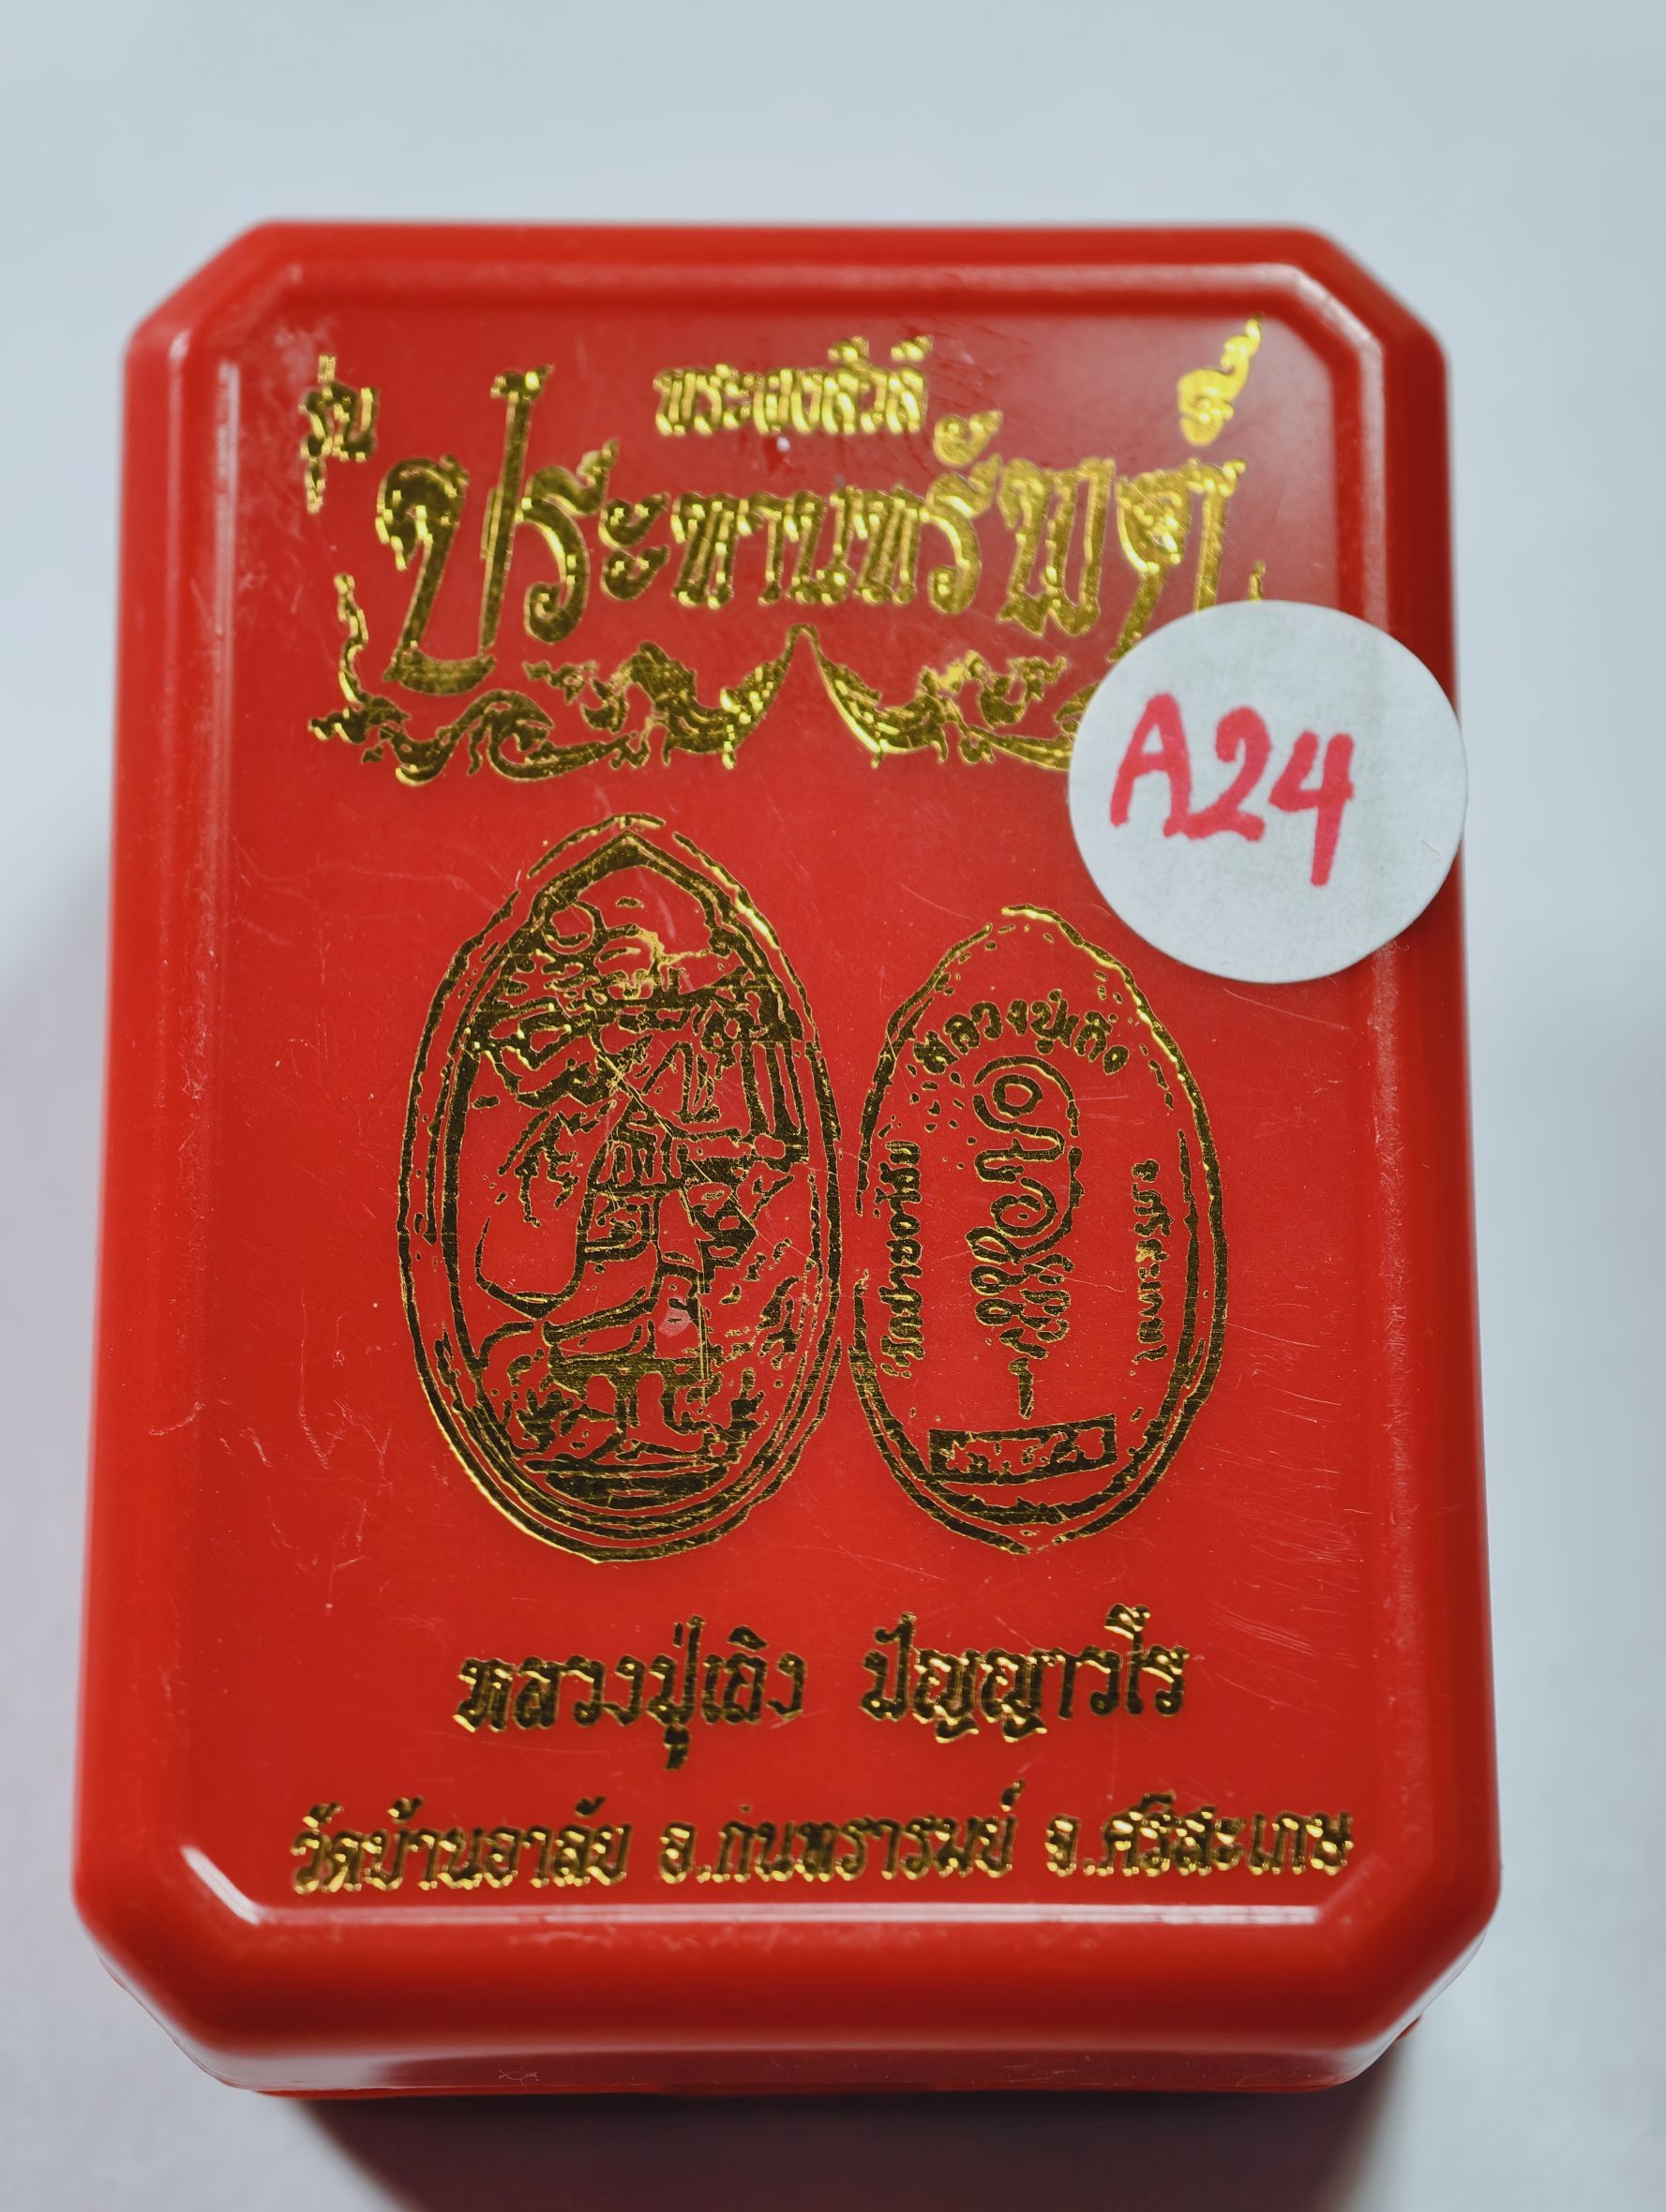 พระผงสีวลี
รุ่น ประทานทรัพย์
A24
หลวงปู่เถิง
หลวงปู่เถิง ปัญญาวโร
วัดบ้านอาลัย อ.กันทรารมย์ จ.ศรีสะเกษ